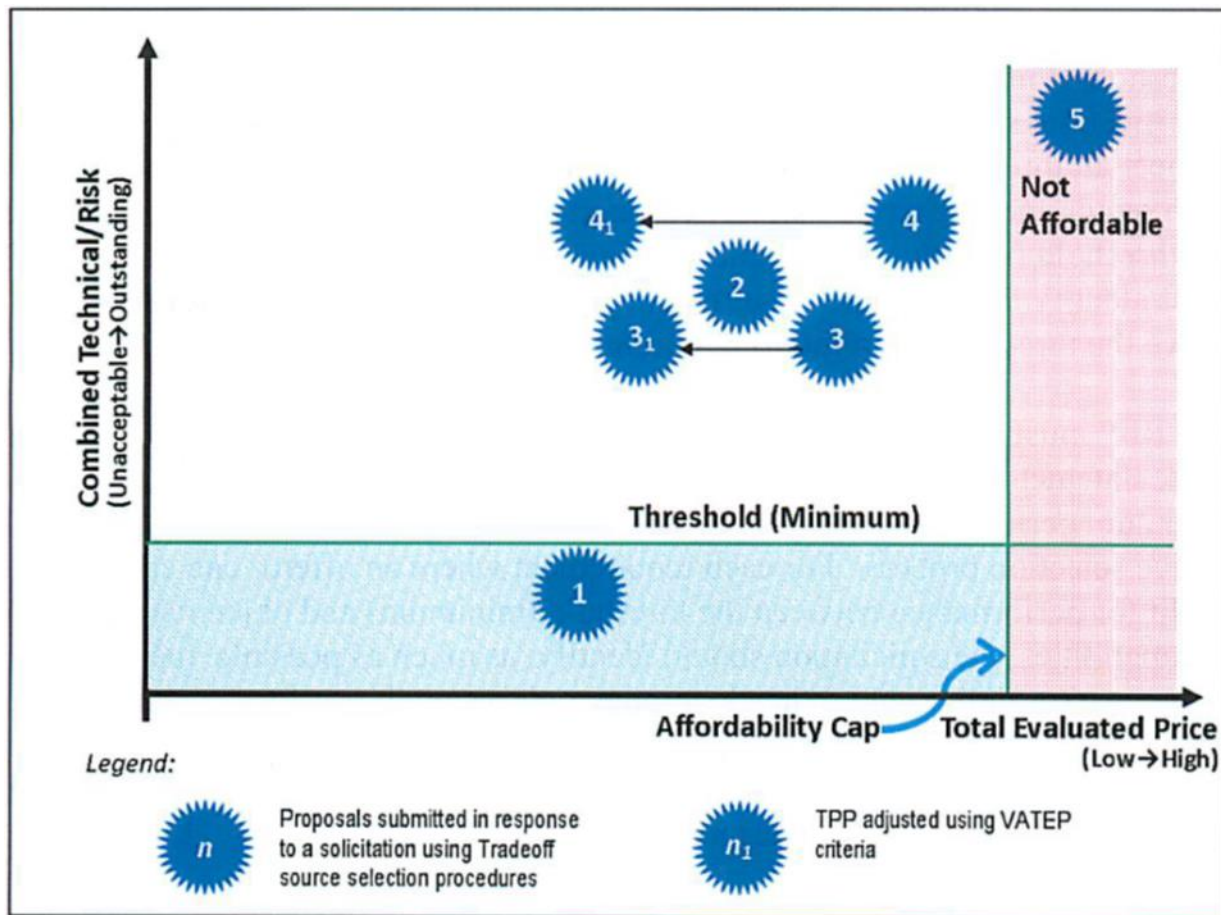 Combined Technical/Risk
(Unacceptable→Outstanding)
5
Not
Affordable
4₁
4
2
3₁
3
Threshold (Minimum)
1
Affordability Cap
Total Evaluated Price
(Low→High)
Legend:
n
Proposals submitted in response
to a solicitation using Tradeoff
source selection procedures
n₁
TPP adjusted using VATEP
criteria